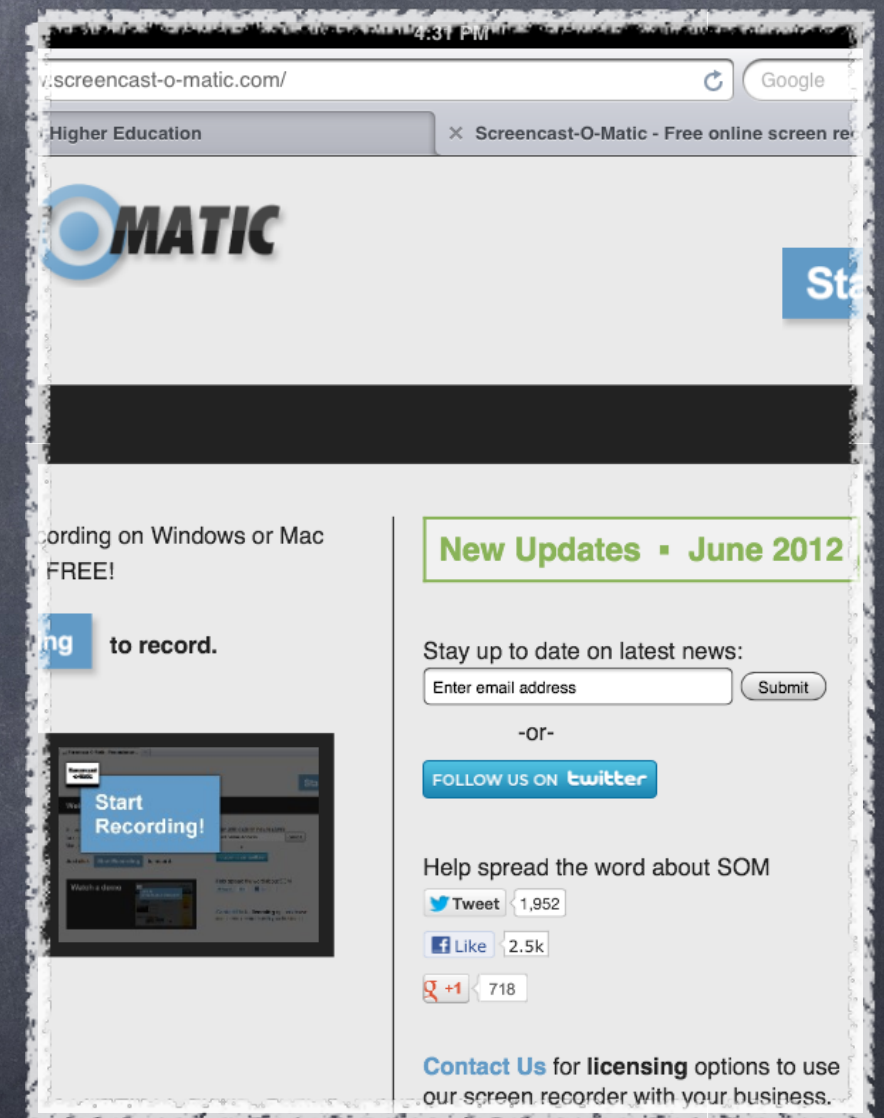 4:31 PM
.screencast-o-matic.com/
Google
Higher Education
× Screencast-O-Matic - Free online screen re
MATIC
Sta
cording on Windows or Mac
FREE!
ng to record.
Start
Recording!
Watch a demo
New Updates ▪ June 2012
Stay up to date on latest news:
Enter email address
Submit
-or-
FOLLOW US ON twitter
Help spread the word about SOM
Tweet 1,952
Like 2.5k
+1 718
Contact Us for licensing options to use
our screen recorder with your business.